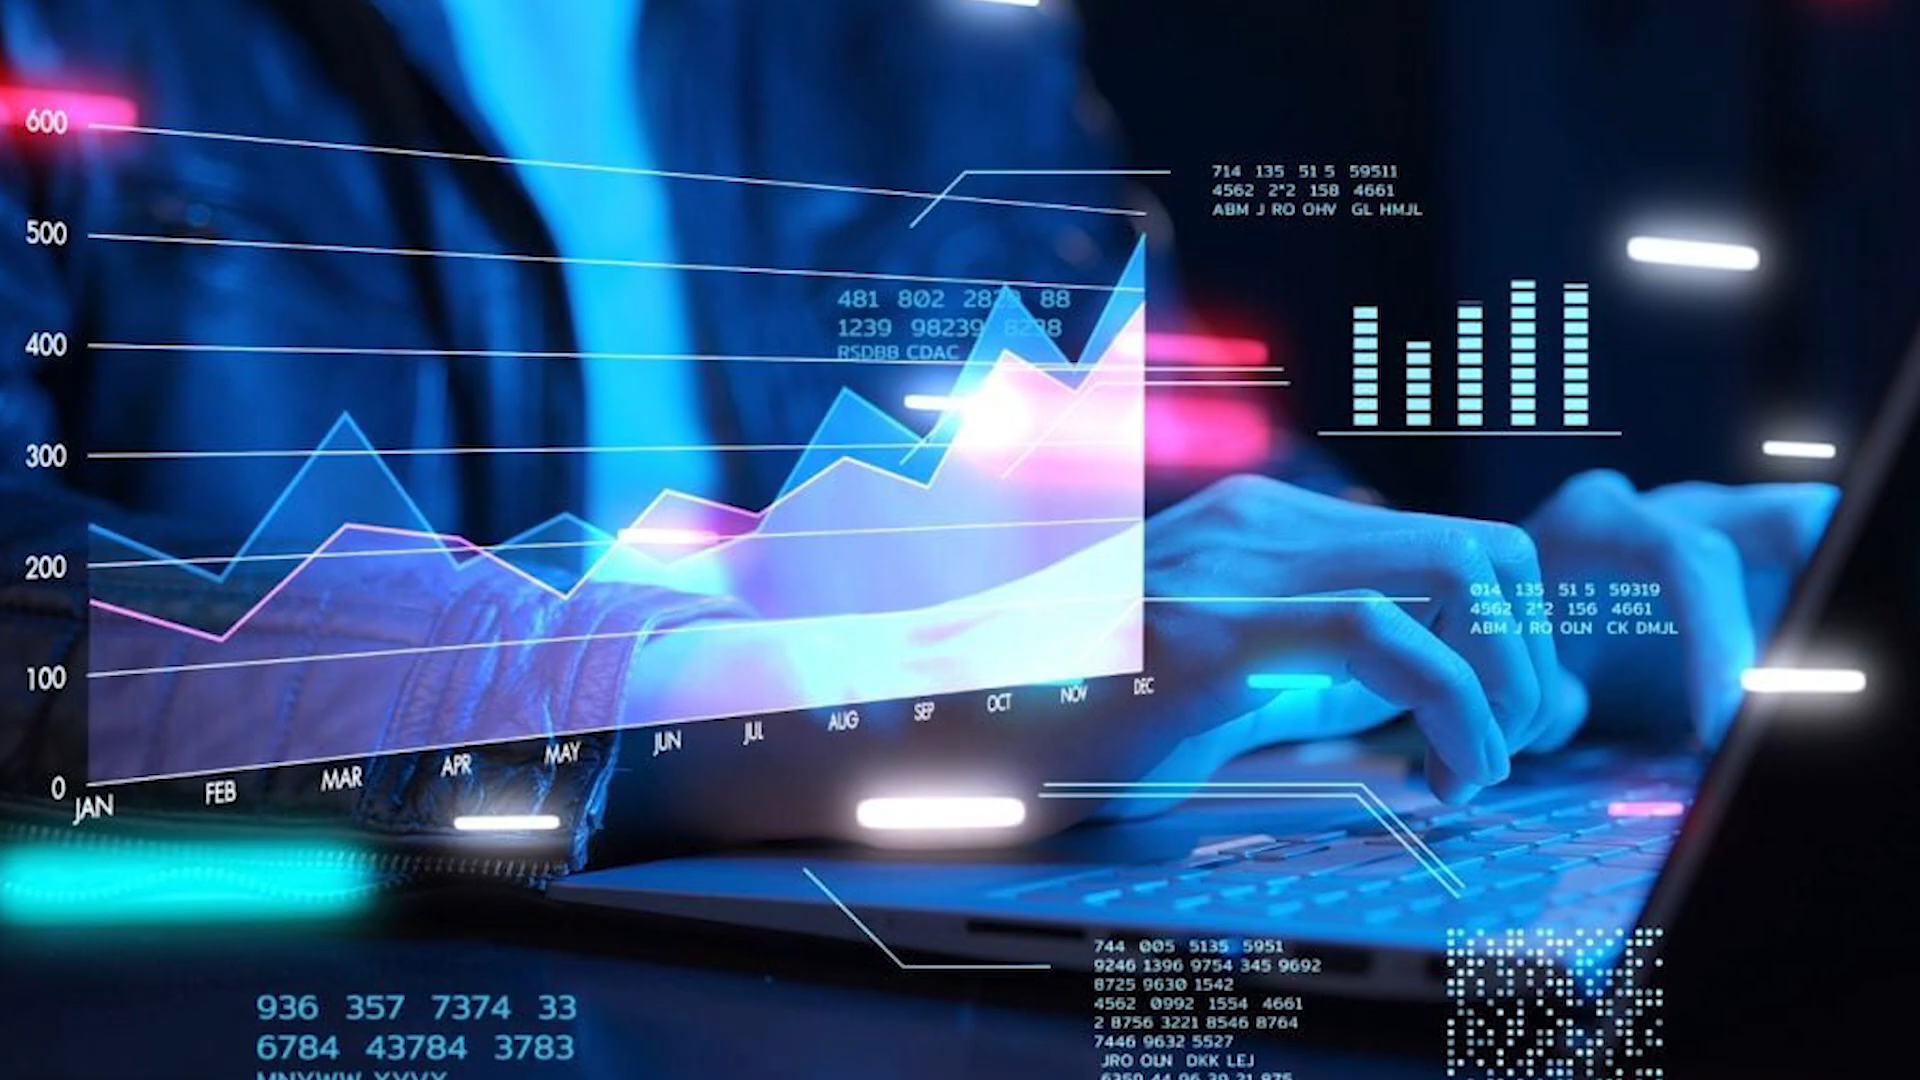 600
500
400
300
200
100
0
JAN FEB MAR APR MAY JUN JUL AUG SEP OCT NOV DEC
714 135 51 5 59511
4562 2*2 158 4661
ABM J RO OHV GL HMJL
481 802 2829 88
1239 98239 8238
RSDBB CDAC
014 135 51 5 59319
4562 2*2 156 4661
ABM J RO OLN CK DMJL
744 005 5135 5951
9246 1396 9754 345 9692
8725 9630 1542
4562 0992 1554 4661
2 8756 3221 8546 8764
7446 9632 5527
JRO OLN DKK LEJ
936 357 7374 33
6784 43784 3783